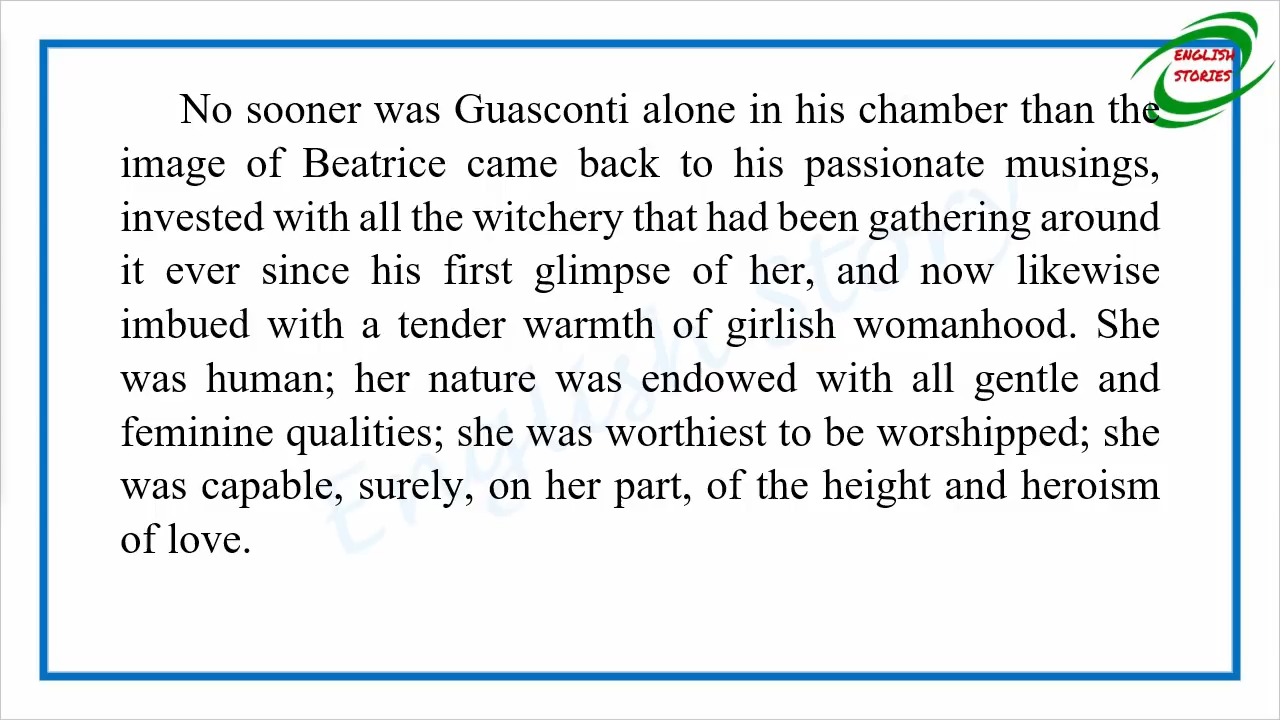 ENGLISH
STORIES
No sooner was Guasconti alone in his chamber than the
image of Beatrice came back to his passionate musings,
invested with all the witchery that had been gathering around
it ever since his first glimpse of her, and now likewise
imbued with a tender warmth of girlish womanhood. She
was human; her nature was endowed with all gentle and
feminine qualities; she was worthiest to be worshipped; she
was capable, surely, on her part, of the height and heroism
of love.
English Story